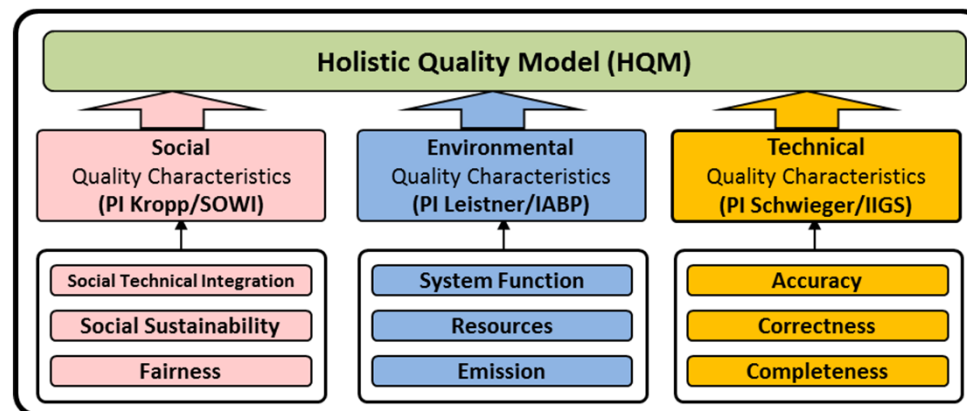 Holistic Quality Model (HQM)
Social
Quality Characteristics
(PI Kropp/SOWI)
Environmental
Quality Characteristics
(PI Leistner/IABP)
Technical
Quality Characteristics
(PI Schwieger/IIGS)
Social Technical Integration
Social Sustainability
Fairness
System Function
Resources
Emission
Accuracy
Correctness
Completeness